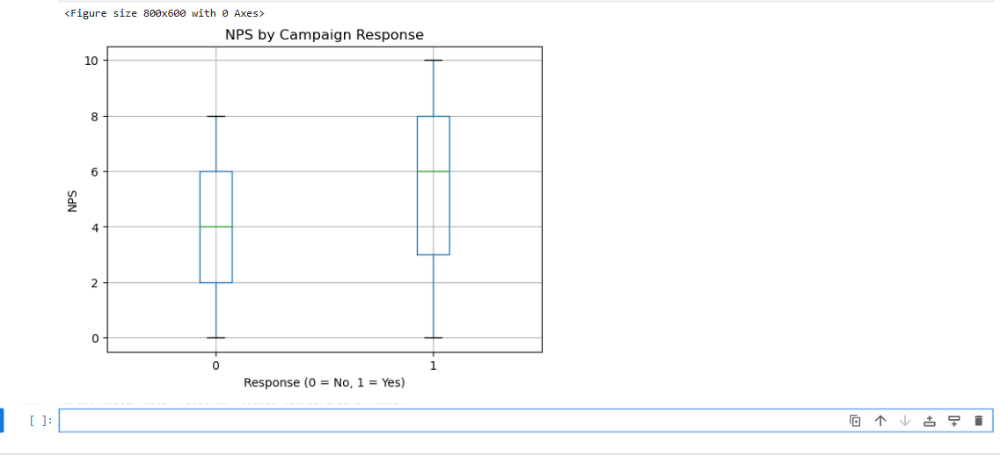 <Figure size 800x600 with 0 Axes>
NPS by Campaign Response
10
8
6
4
2
0
NPS
0 1
Response (0 = No, 1 = Yes)
[ ]: